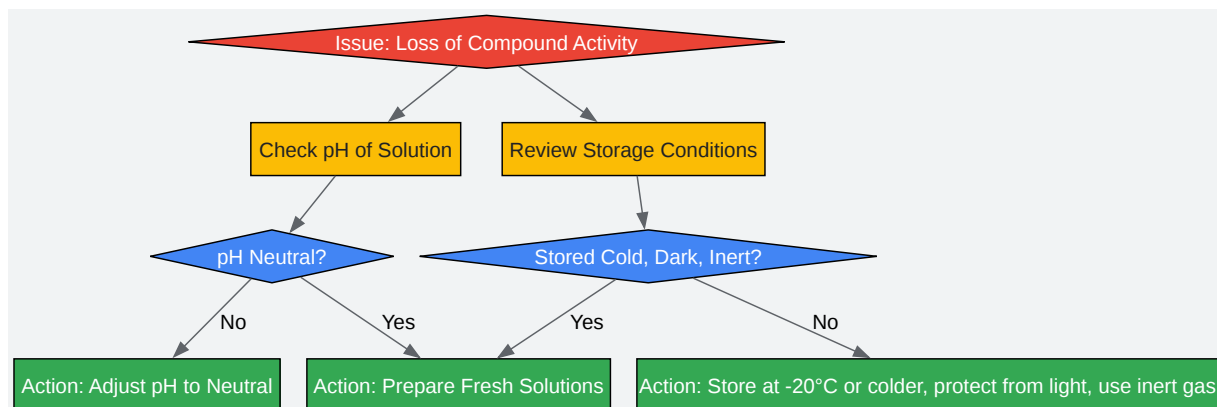 Issue: Loss of Compound Activity
Check pH of Solution
Review Storage Conditions
pH Neutral?
Stored Cold, Dark, Inert?
No
Yes
Yes
No
Action: Adjust pH to Neutral
Action: Prepare Fresh Solutions
Action: Store at -20°C or colder, protect from light, use inert gas